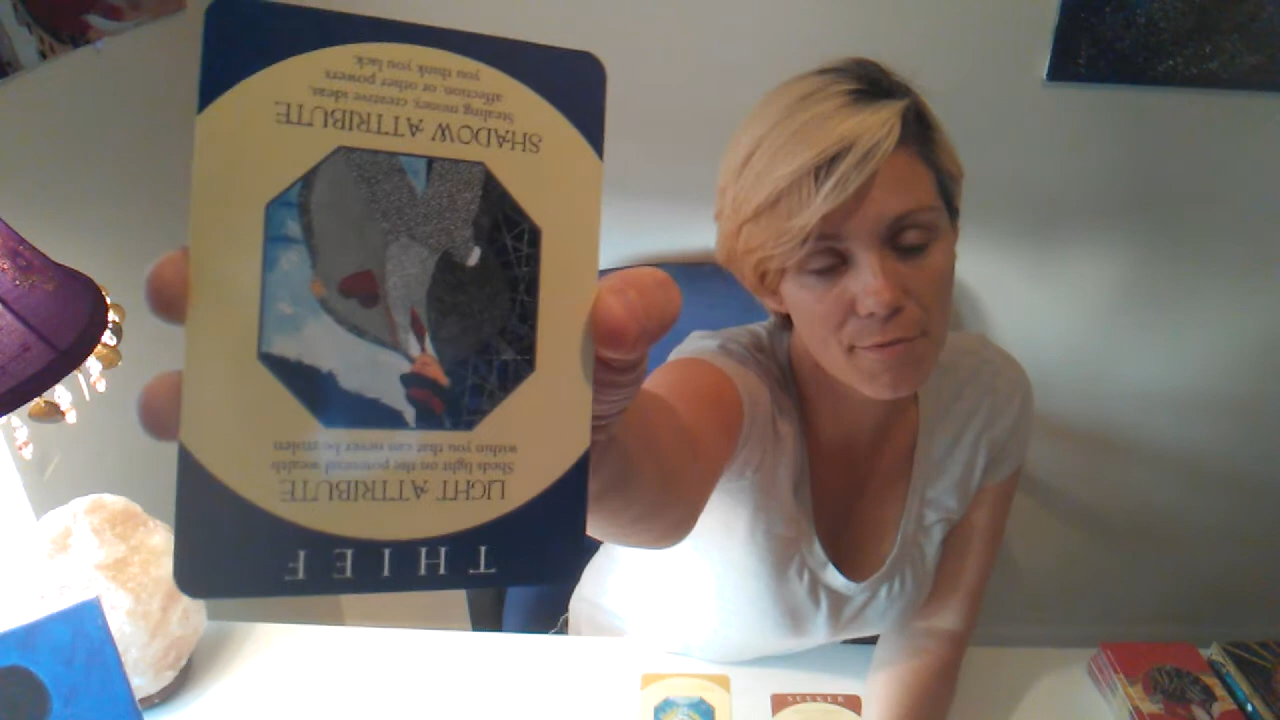 THIEF
LIGHT ATTRIBUTE
Sheds light on the potential wealth
within you that can never be stolen
SHADOW ATTRIBUTE
Stealing money, creative ideas,
affection, or other powers
you think you lack.
SEEKER